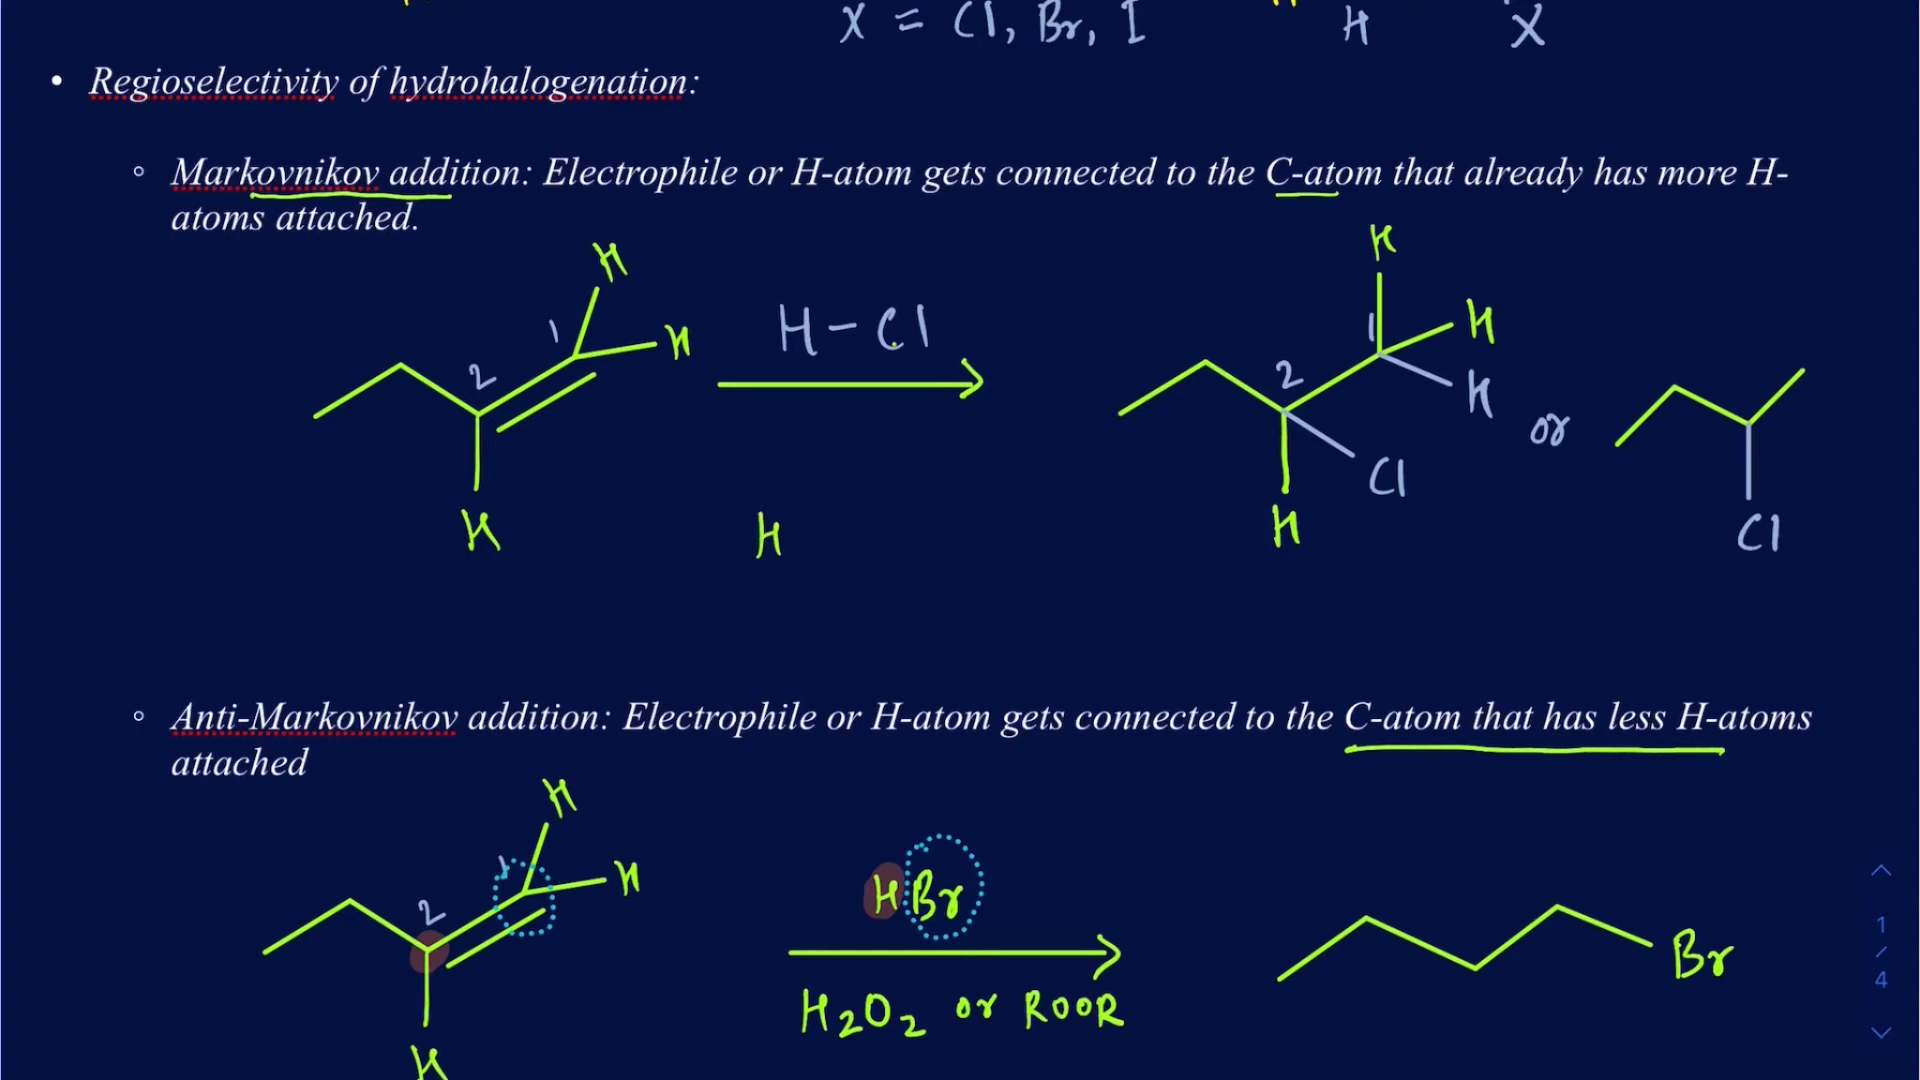 X = Cl, Br, I
H
X
• Regioselectivity of hydrohalogenation:
◦ Markovnikov addition: Electrophile or H-atom gets connected to the C-atom that already has more H-
atoms attached.
H
H
1
2
H
H-Cl
H
H
H
H
1
2
Cl
H
or
Cl
◦ Anti-Markovnikov addition: Electrophile or H-atom gets connected to the C-atom that has less H-atoms
attached
H
H
1
2
H
HBr
H2O2 or ROOR
Br
1
/
4